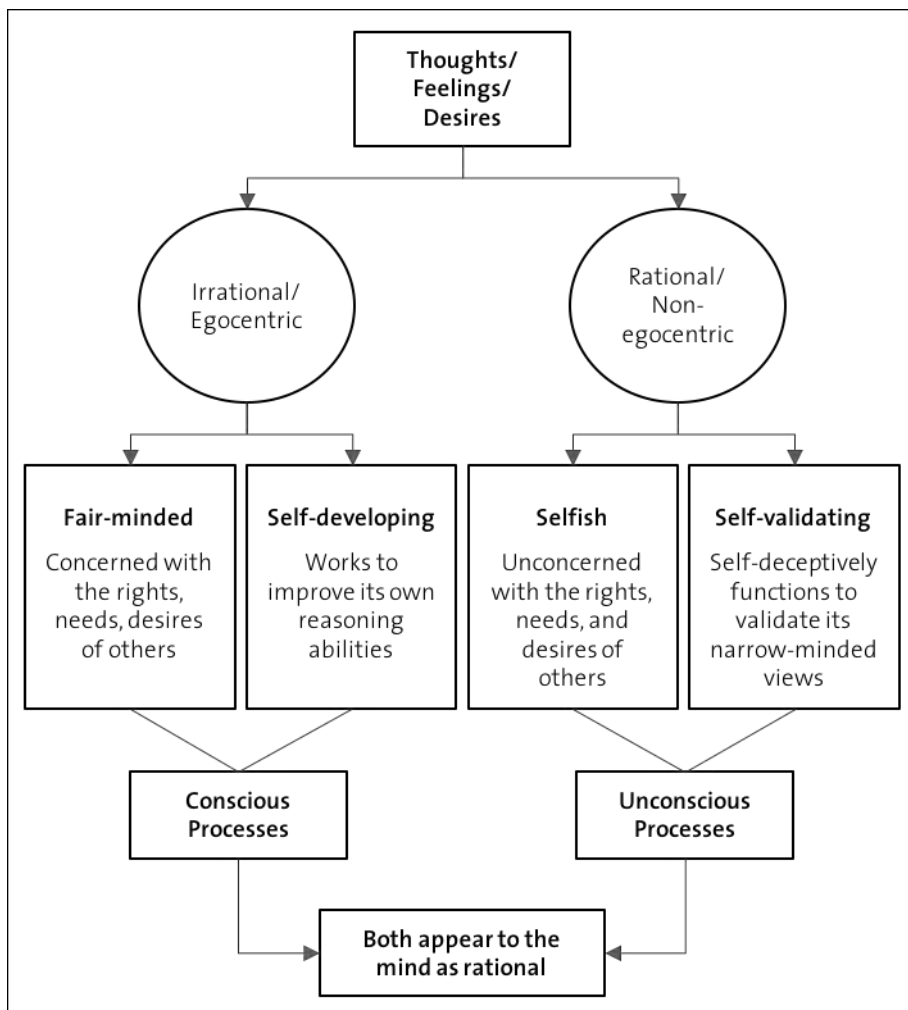 Thoughts/
Feelings/
Desires
Irrational/
Egocentric
Rational/
Non-
egocentric
Fair-minded
Concerned with
the rights,
needs, desires
of others
Self-developing
Works to
improve its own
reasoning
abilities
Selfish
Unconcerned
with the rights,
needs, and
desires of
others
Self-validating
Self-deceptively
functions to
validate its
narrow-minded
views
Conscious
Processes
Unconscious
Processes
Both appear to the
mind as rational